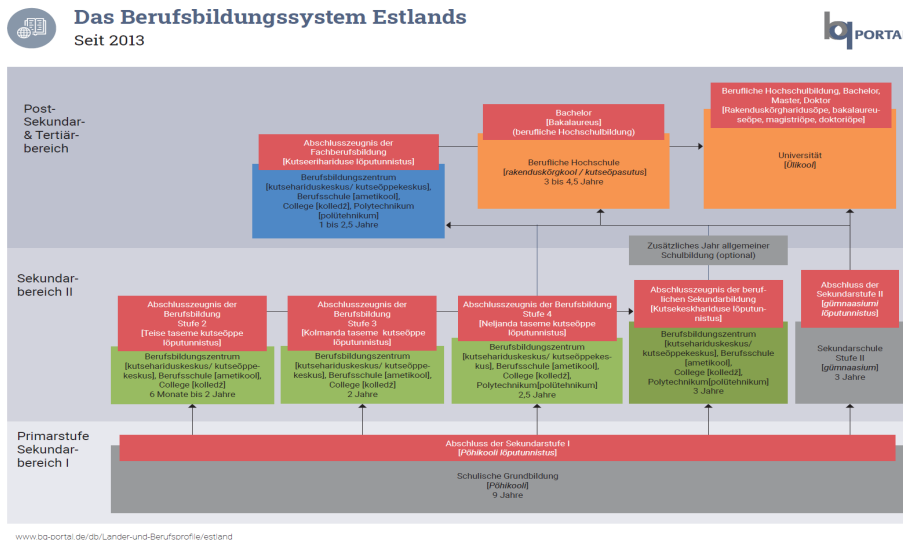 Das Berufsbildungssystem Estlands
Seit 2013
bq PORTAL
Post-
Sekundar-
& Tertiär-
bereich
Abschlusszeugnis der
Fachberufsbildung
[Kutseerihariduse lõputunnistus]
Berufsbildungszentrum
[kutsehariduskeskus/ kutseõppekeskus],
Berufsschule [ametikool],
College [kolledž], Polytechnikum
[polütehnikum]
1 bis 2,5 Jahre
Bachelor
[Bakalaureus]
(berufliche Hochschulbildung)
Berufliche Hochschule
[rakenduskõrgkool / kutseõpasutus]
3 bis 4,5 Jahre
Berufliche Hochschulbildung, Bachelor,
Master, Doktor
[Rakenduskõrgharidusõpe, bakalaureu-
seõpe, magistriõpe, doktoriõpe]
Universität
[Ülikool]
Zusätzliches Jahr allgemeiner
Schulbildung (optional)
Sekundar-
bereich II
Abschlusszeugnis der
Berufsbildung
Stufe 2
[Teise taseme kutseõppe
lõputunnistus]
Berufsbildungszentrum
[kutsehariduskeskus/ kutseõppe-
keskus], Berufsschule [ametikool],
College [kolledž]
6 Monate bis 2 Jahre
Abschlusszeugnis der
Berufsbildung
Stufe 3
[Kolmanda taseme kutseõppe
lõputunnistus]
Berufsbildungszentrum
[kutsehariduskeskus/ kutseõppe-
keskus], Berufsschule [ametikool],
College [kolledž]
2 Jahre
Abschlusszeugnis der Berufsbildung
Stufe 4
[Neljanda taseme kutseõppe
lõputunnistus]
Berufsbildungszentrum
[kutsehariduskeskus/ kutseõppekes-
kus], Berufsschule [ametikool],
College [kolledž],
Polytechnikum[polütehnikum]
2,5 Jahre
Abschlusszeugnis der beruf-
lichen Sekundarbildung
[Kutsekeskhariduse lõputun-
nistus]
Berufsbildungszentrum
[kutsehariduskeskus/
kutseõppekeskus], Berufsschule
[ametikool],
College [kolledž],
Polytechnikum[polütehnikum]
3 Jahre
Abschluss der
Sekundarstufe II
[gümnaasiumi
lõputunnistus]
Sekundarschule
Stufe II
[gümnaasium]
3 Jahre
Primarstufe
Sekundar-
bereich I
Abschluss der Sekundarstufe I
[Põhikooli lõputunnistus]
Schulische Grundbildung
[Põhikooli]
9 Jahre
www.bq-portal.de/db/Lander-und-Berufsprofile/estland